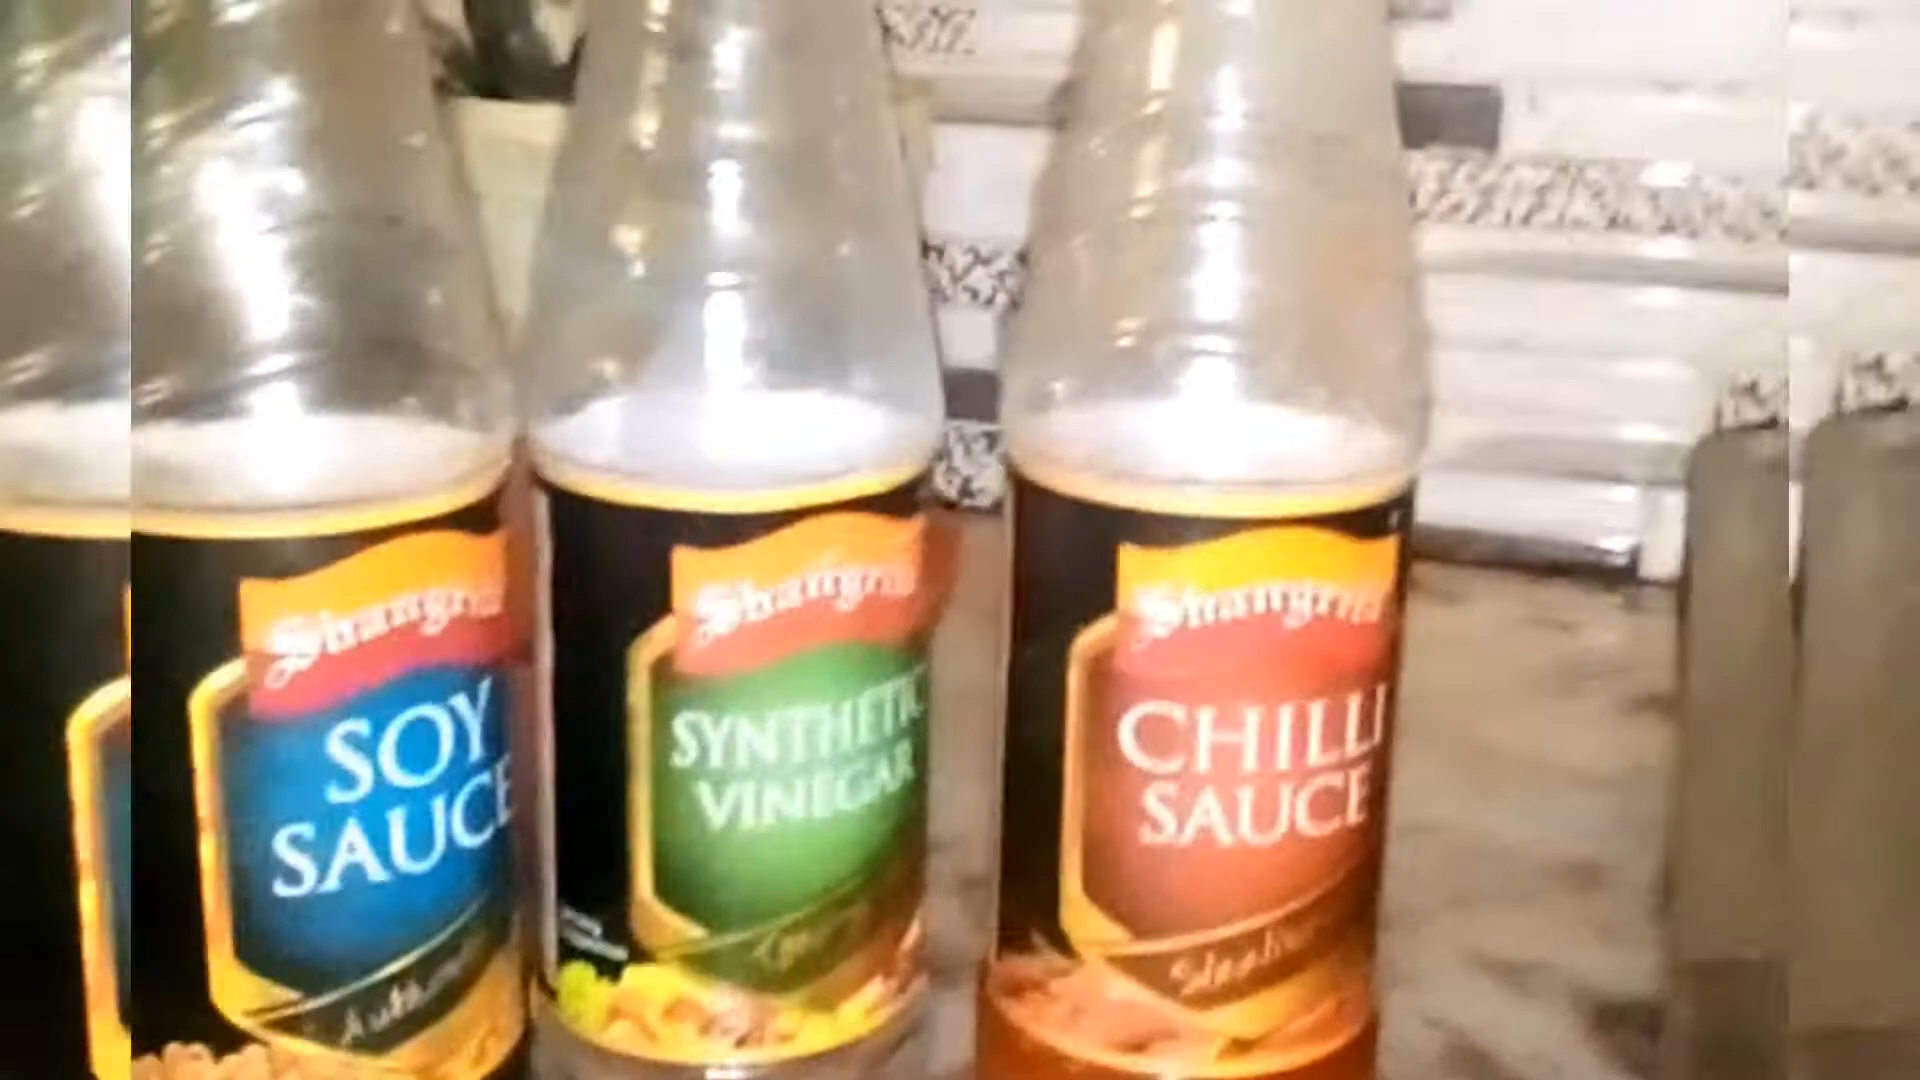 Shangrila
SOY
SAUCE
Shangrila
SYNTHETIC
VINEGAR
Shangrila
CHILLI
SAUCE